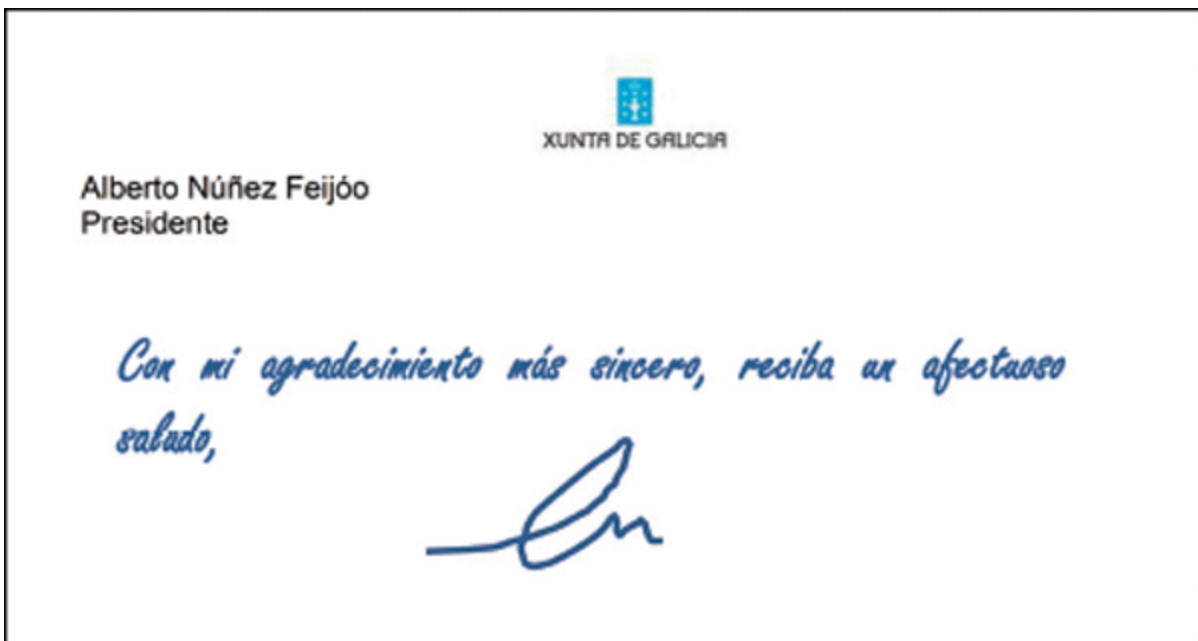 XUNTA DE GALICIA
Alberto Núñez Feijóo
Presidente
Con mi agradecimiento más sincero, reciba un afectuoso
saludo,